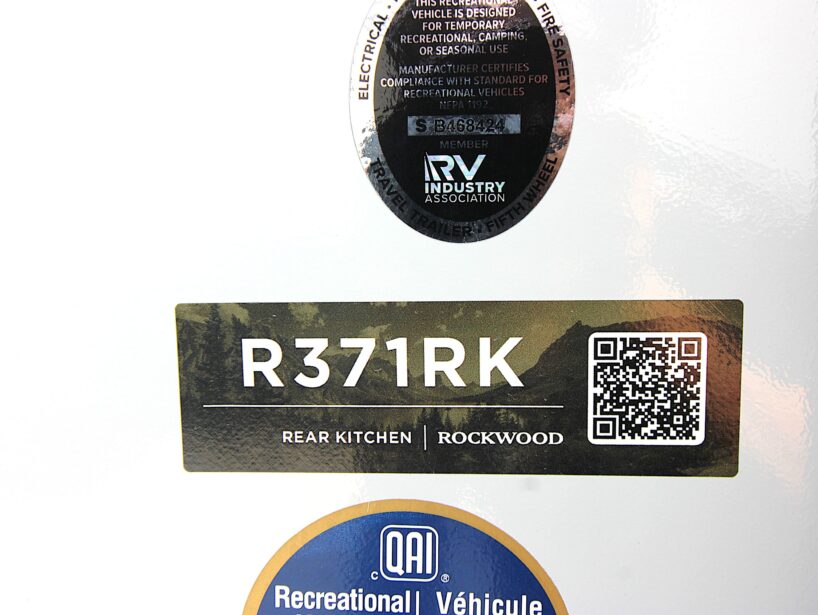 THIS RECREATIONAL
VEHICLE IS DESIGNED
FOR TEMPORARY,
RECREATIONAL, CAMPING,
OR SEASONAL USE
MANUFACTURER CERTIFIES
COMPLIANCE WITH STANDARD FOR
RECREATIONAL VEHICLES
NFPA 1192
S B468424
MEMBER
RV
INDUSTRY
ASSOCIATION
ELECTRICAL •
FIRE SAFETY
TRAVEL TRAILER • FIFTH WHEEL
R371RK
REAR KITCHEN | ROCKWOOD
C QAI ®
Recreational | Véhicule